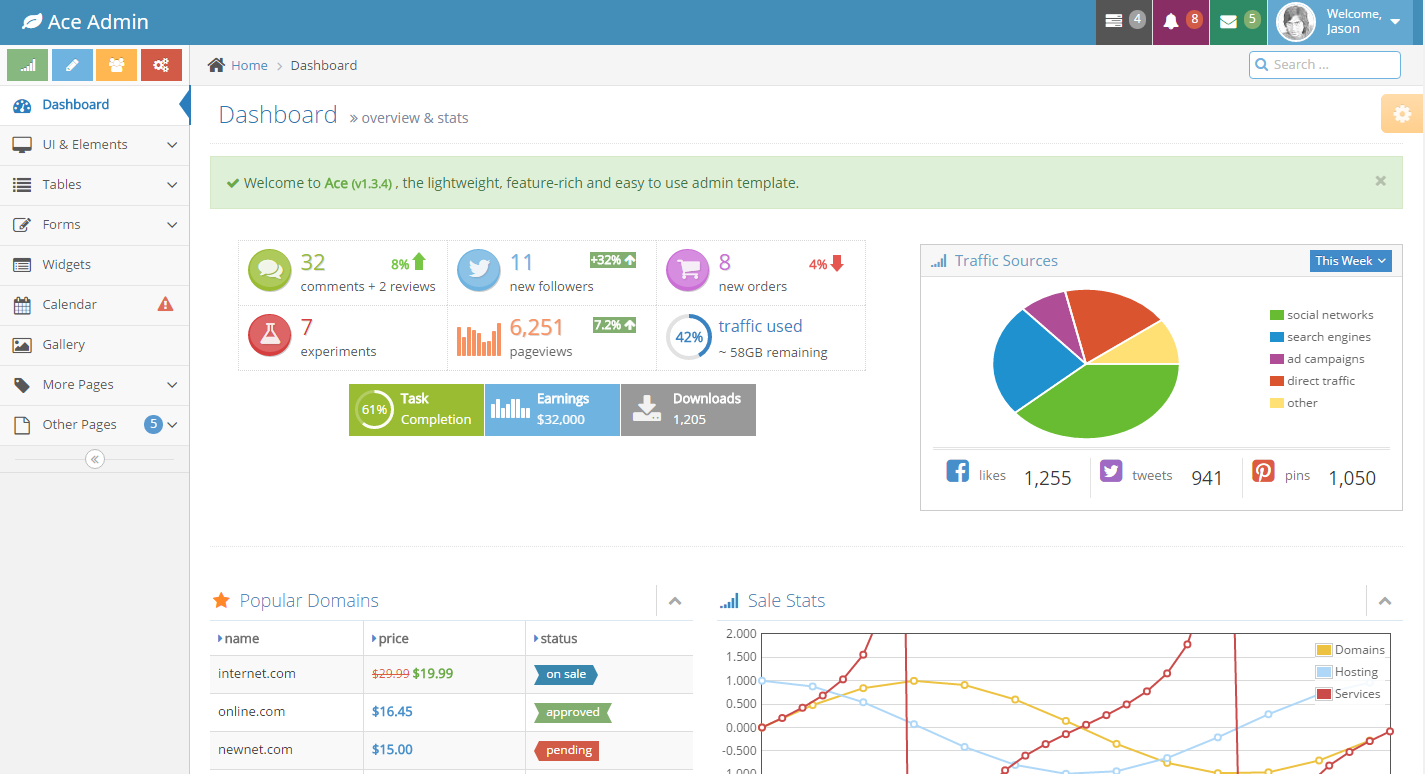 Ace Admin
4
8
5
Welcome,
Jason
Home
Dashboard
Search ...
Dashboard
UI & Elements
Tables
Forms
Widgets
Calendar
Gallery
More Pages
Other Pages 5
Dashboard » overview & stats
Welcome to Ace (v1.3.4) , the lightweight, feature-rich and easy to use admin template. ×
32 8%
comments + 2 reviews
11 +32%
new followers
8 4%
new orders
7
experiments
6,251 7.2%
pageviews
42% traffic used
~ 58GB remaining
61% Task
Completion
Earnings
$32,000
Downloads
1,205
Traffic Sources This Week
social networks
search engines
ad campaigns
direct traffic
other
likes 1,255
tweets 941
pins 1,050
Popular Domains
name price status
internet.com $29.99 $19.99 on sale
online.com $16.45 approved
newnet.com $15.00 pending
Sale Stats
2.000
1.500
1.000
0.500
0.000
-0.500
Domains
Hosting
Services